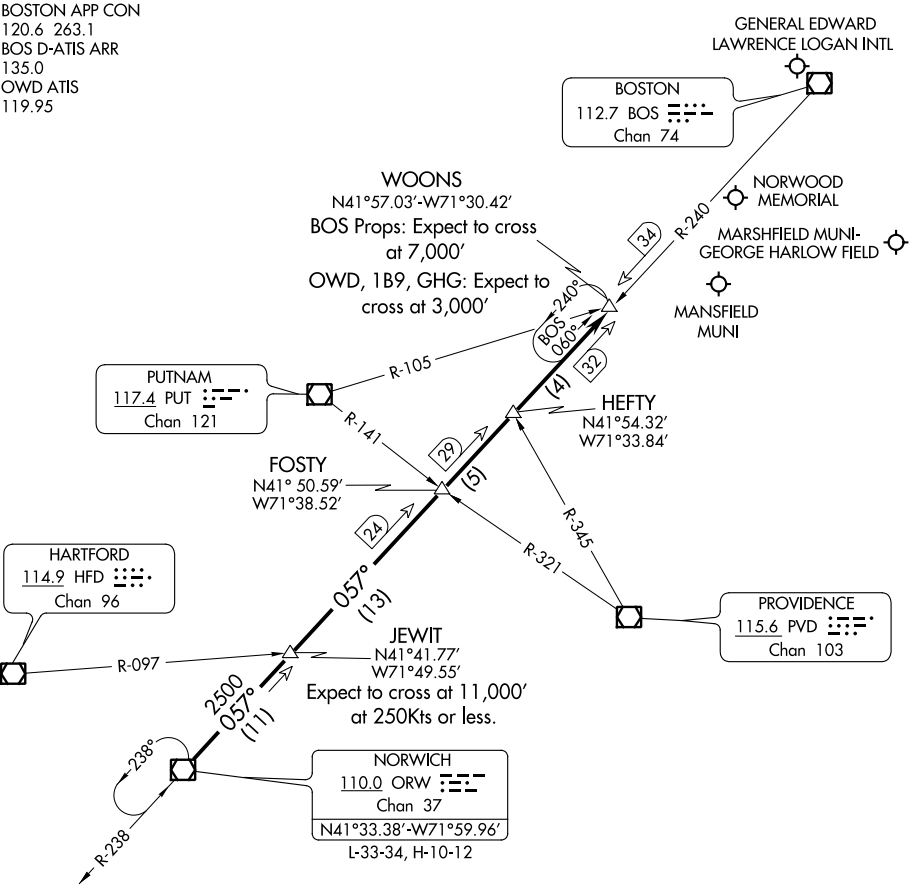 BOSTON APP CON
120.6 263.1
BOS D-ATIS ARR
135.0
OWD ATIS
119.95
GENERAL EDWARD
LAWRENCE LOGAN INTL
BOSTON
112.7 BOS
Chan 74
R-240
NORWOOD
MEMORIAL
MARSHFIELD MUNI-
GEORGE HARLOW FIELD
MANSFIELD
MUNI
34
WOONS
N41°57.03'-W71°30.42'
BOS Props: Expect to cross
at 7,000'
OWD, 1B9, GHG: Expect to
cross at 3,000'
240°
BOS
060°
32
(4)
R-105
PUTNAM
117.4 PUT
Chan 121
R-141
HEFTY
N41°54.32'
W71°33.84'
29
(5)
FOSTY
N41° 50.59'
W71°38.52'
24
R-345
R-321
HARTFORD
114.9 HFD
Chan 96
057°
(13)
PROVIDENCE
115.6 PVD
Chan 103
R-097
JEWIT
N41°41.77'
W71°49.55'
Expect to cross at 11,000'
at 250Kts or less.
2500
057°
(11)
238°
R-238
NORWICH
110.0 ORW
Chan 37
N41°33.38'-W71°59.96'
L-33-34, H-10-12